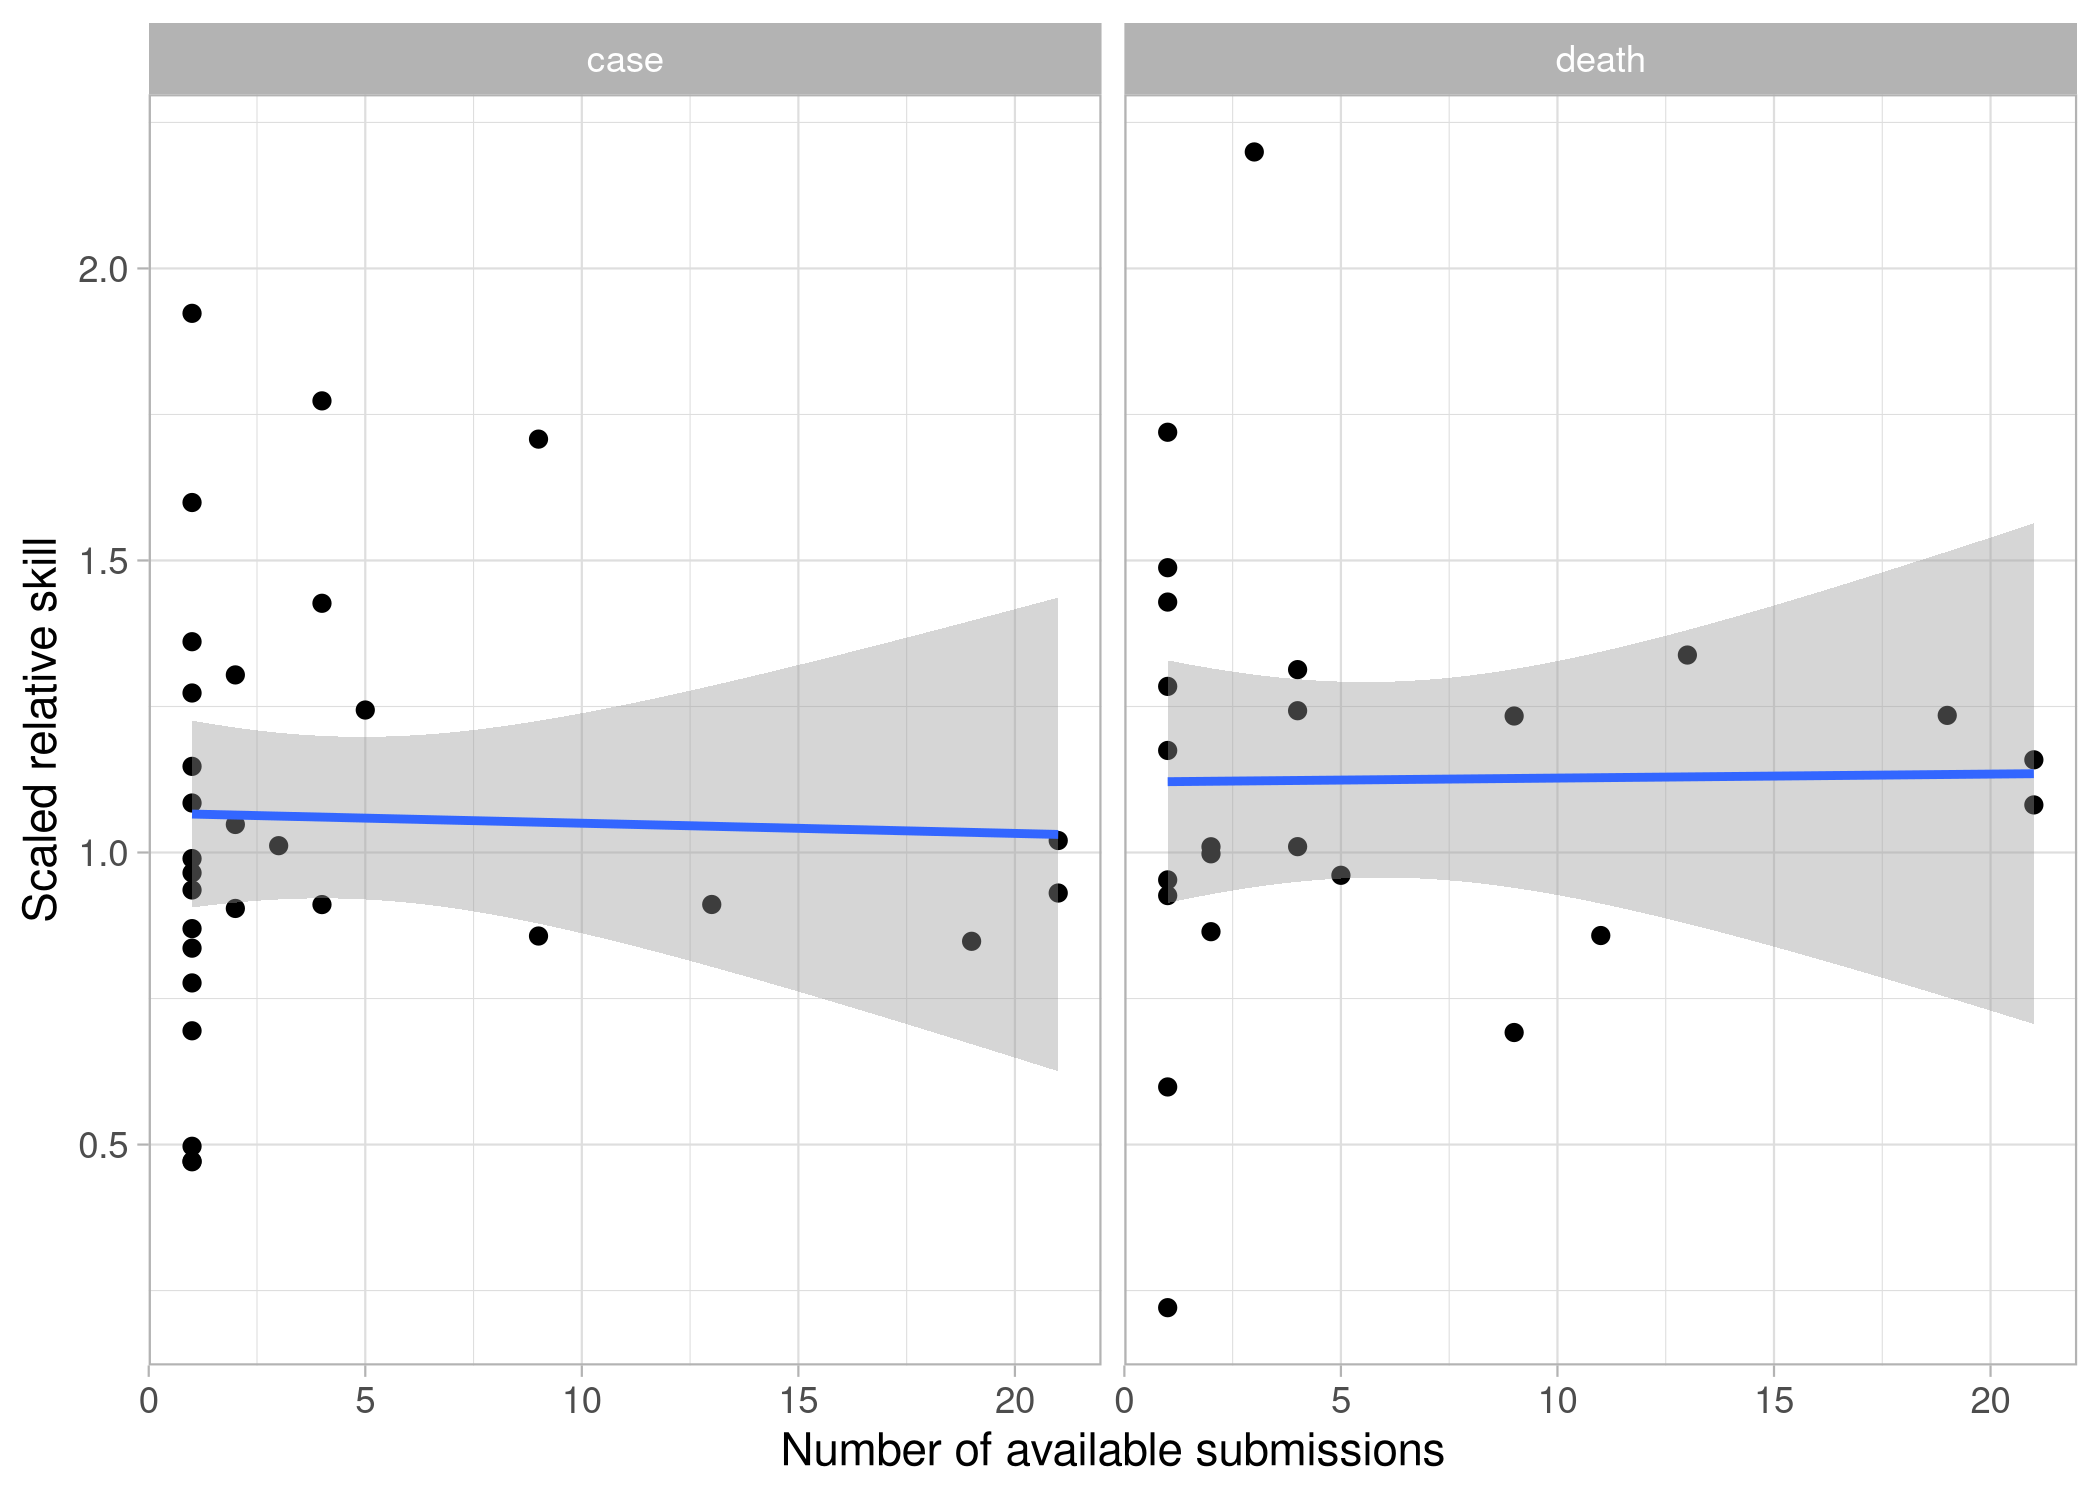 case death
Scaled relative skill
2.0
1.5
1.0
0.5
0 5 10 15 20 0 5 10 15 20
Number of available submissions